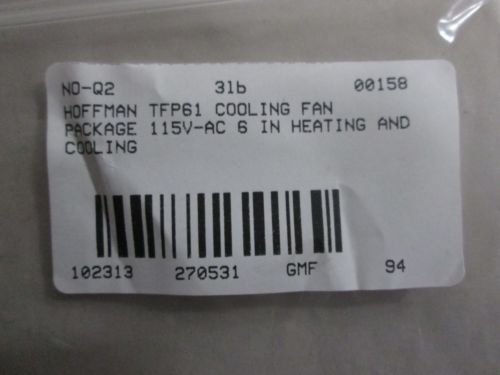 NO-Q2 3lb 00158
HOFFMAN TFP61 COOLING FAN
PACKAGE 115V-AC 6 IN HEATING AND
COOLING
102313 270531 GMF 94